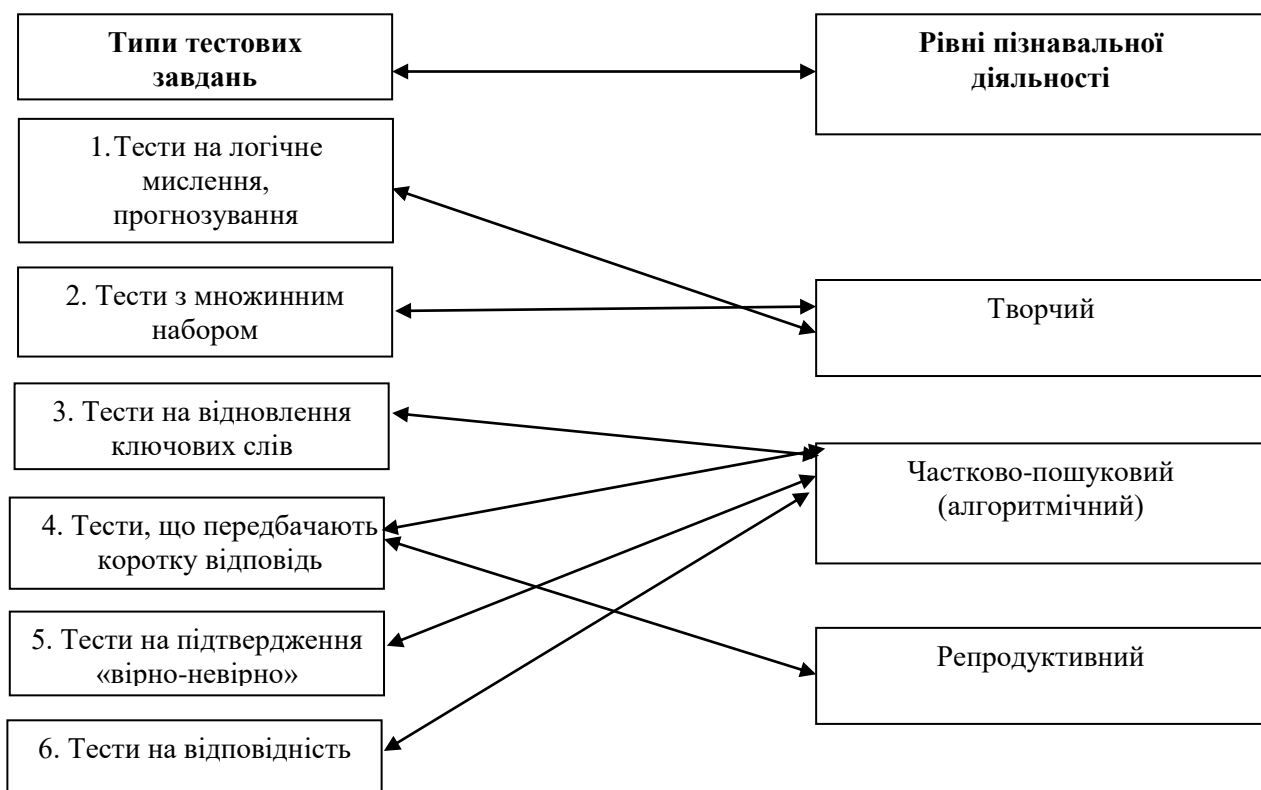 Типи тестових
завдань
Рівні пізнавальної
діяльності
1.Тести на логічне
мислення,
прогнозування
2. Тести з множинним
набором
Творчий
3. Тести на відновлення
ключових слів
Частково-пошуковий
(алгоритмічний)
4. Тести, що передбачають
коротку відповідь
5. Тести на підтвердження
«вірно-невірно»
Репродуктивний
6. Тести на відповідність